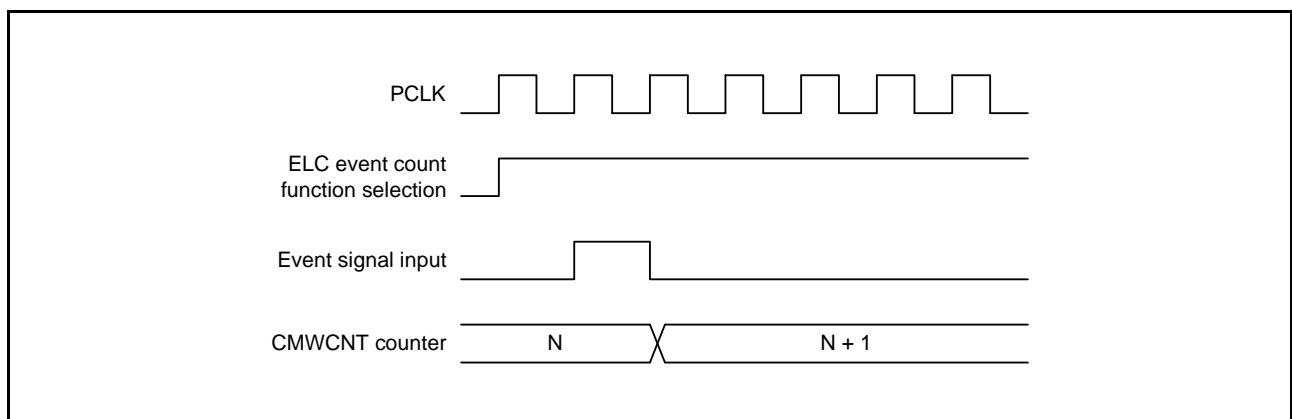 PCLK
ELC event count
function selection
Event signal input
CMWCNT counter
N
N + 1